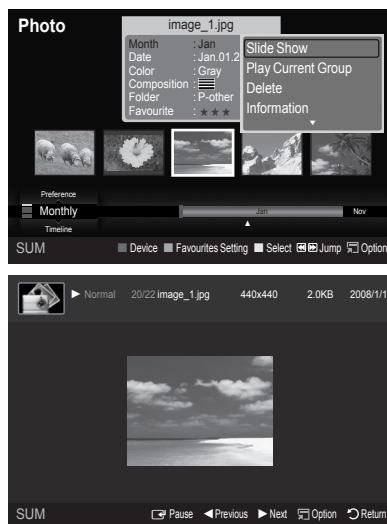 Photo
image_1.jpg
Month : Jan
Date : Jan.01.2
Color : Gray
Composition :
Folder : P-other
Favourite : ★ ★ ★
Slide Show
Play Current Group
Delete
Information
Preference
Monthly
Timeline
Jan
Nov
SUM Device Favourites Setting Select Jump Option
Normal 20/22 image_1.jpg 440x440 2.0KB 2008/1/1
SUM Pause Previous Next Option Return